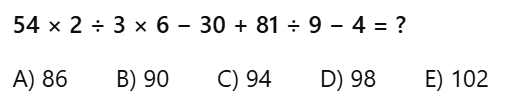 54 × 2 ÷ 3 × 6 − 30 + 81 ÷ 9 − 4 = ?
A) 86 B) 90 C) 94 D) 98 E) 102